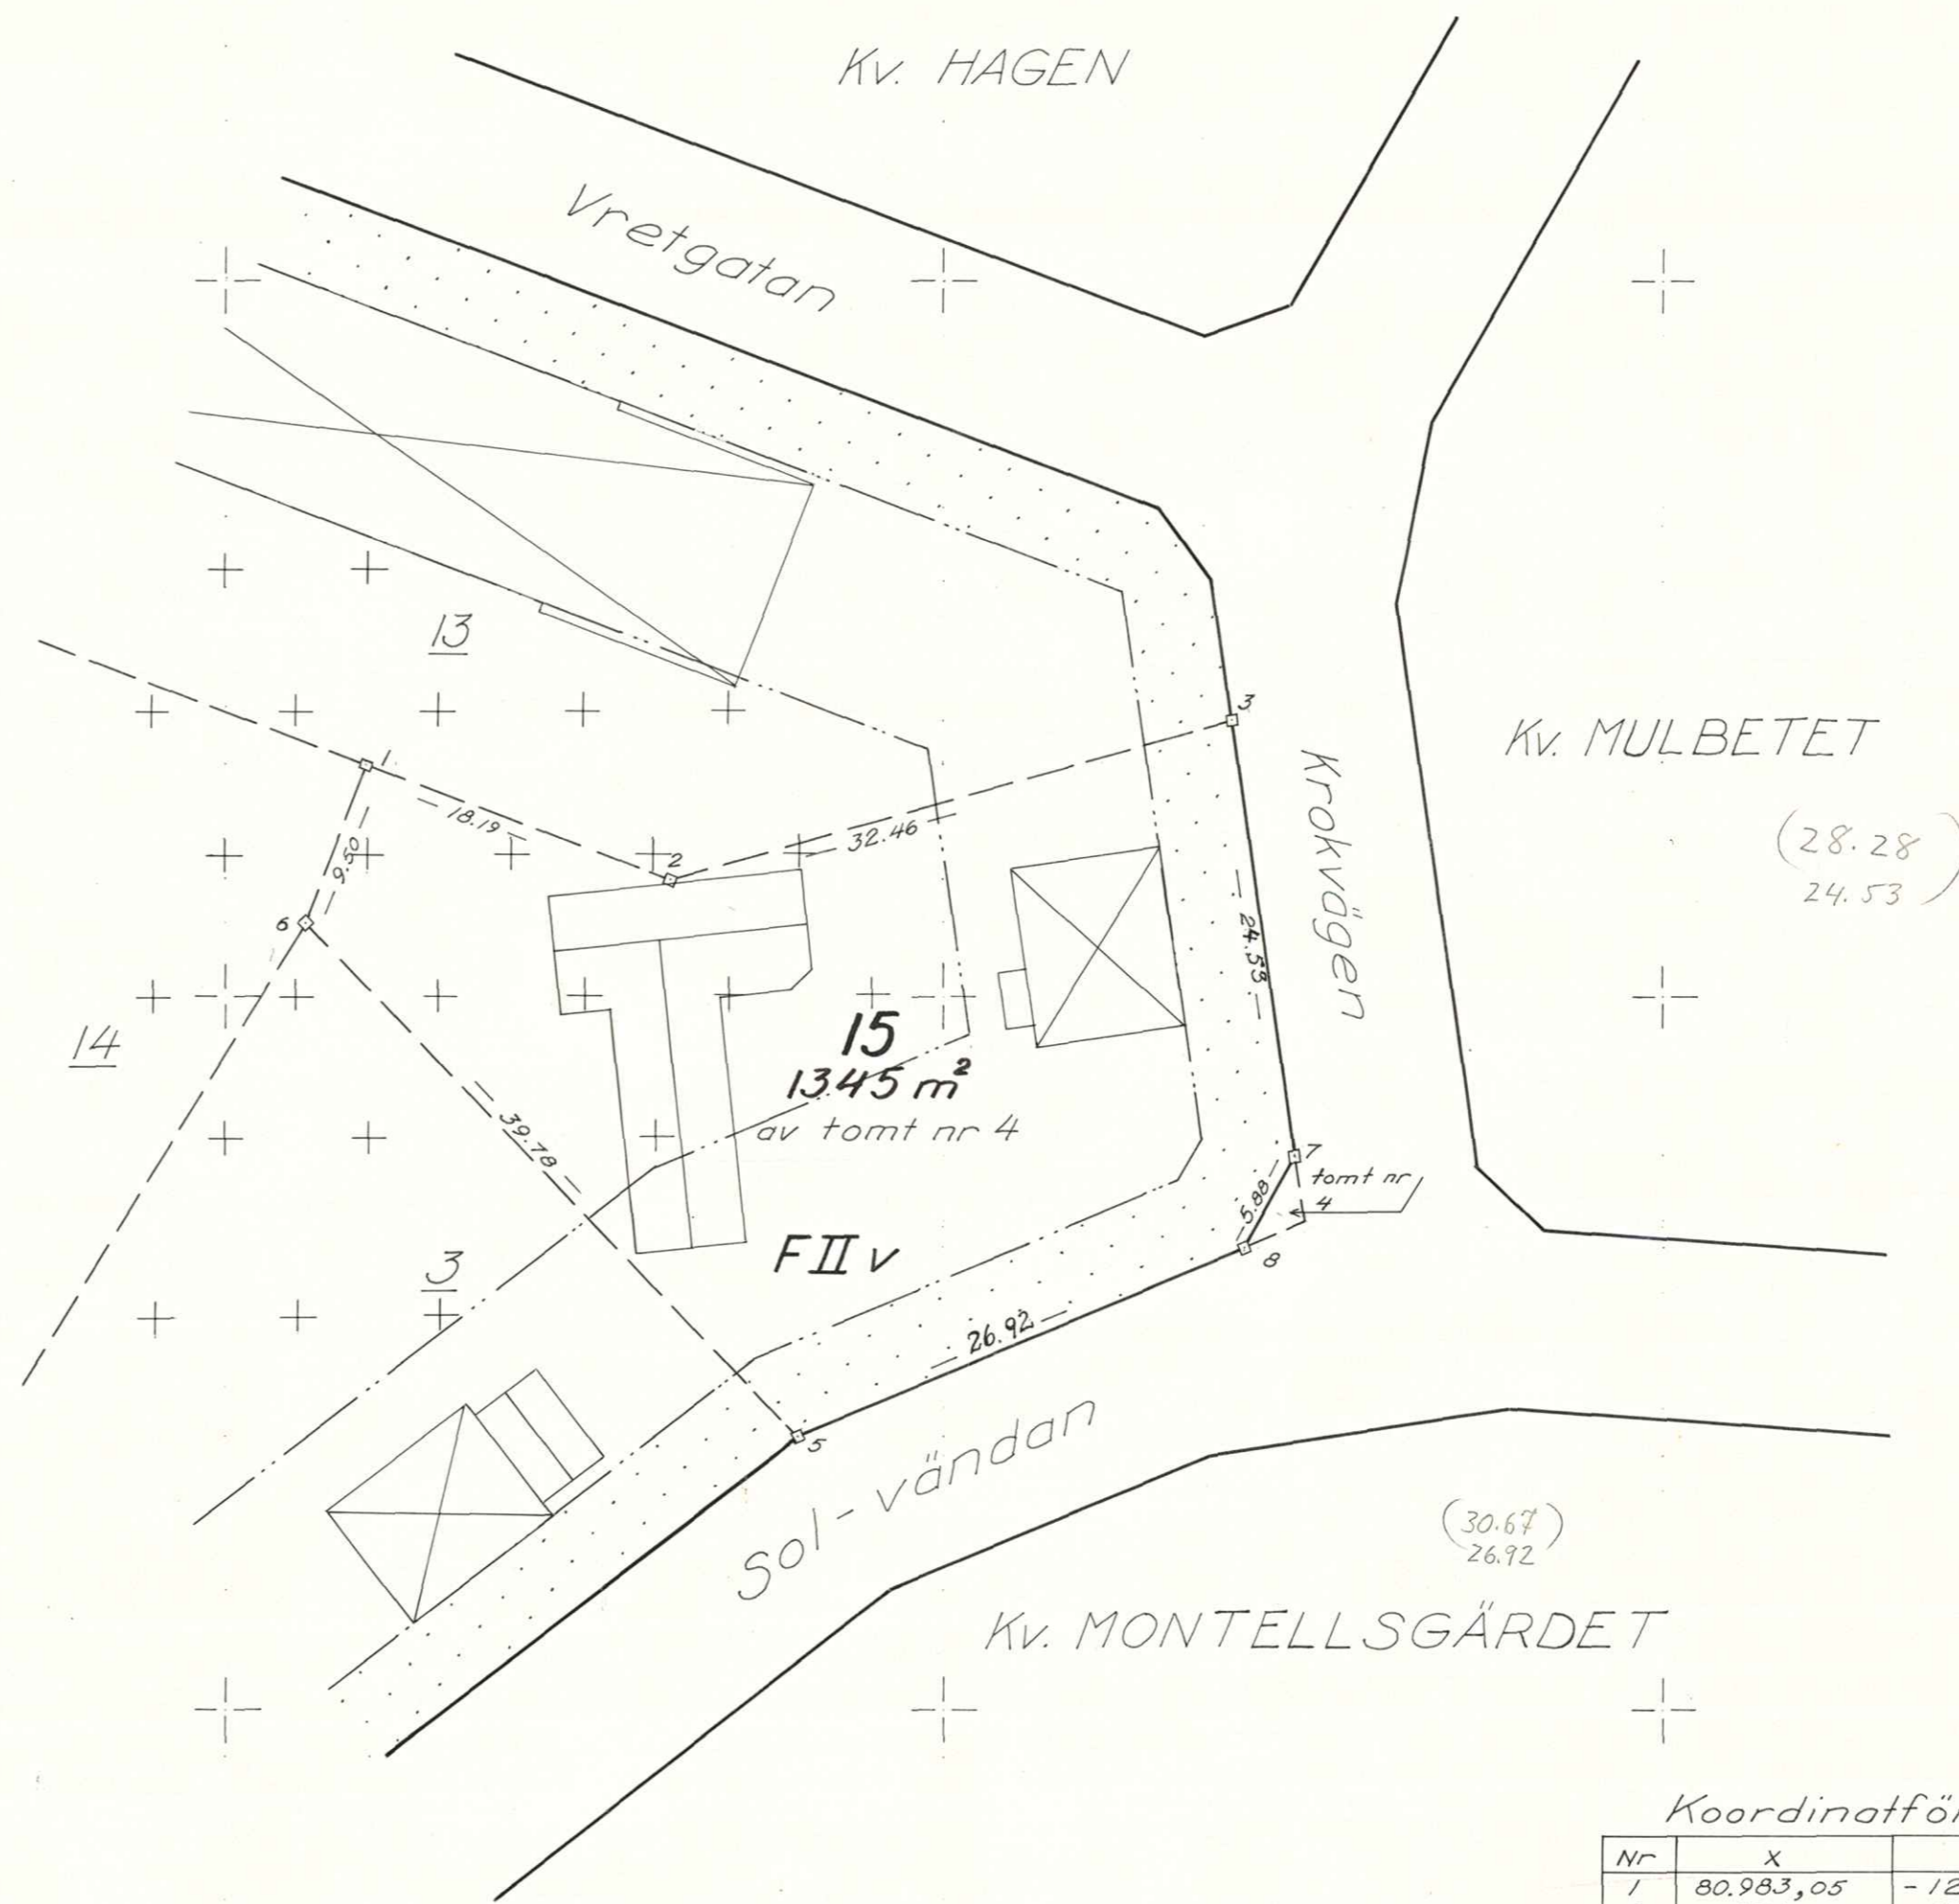 Kv. HAGEN
Vretgatan
13
3
Kv. MULBETET
1
18.19
2
32.46
Krokvägen
(28.28)
24.53
9.50
6
24.53
14
15
1345 m²
av tomt nr 4
39.78
7
tomt nr
4
5.88
8
3
F II v
26.92
5
Sol-vändan
(30.67)
26.92
Kv. MONTELLSGÄRDET
Koordinatför
Nr X
1 80.983,05 -12